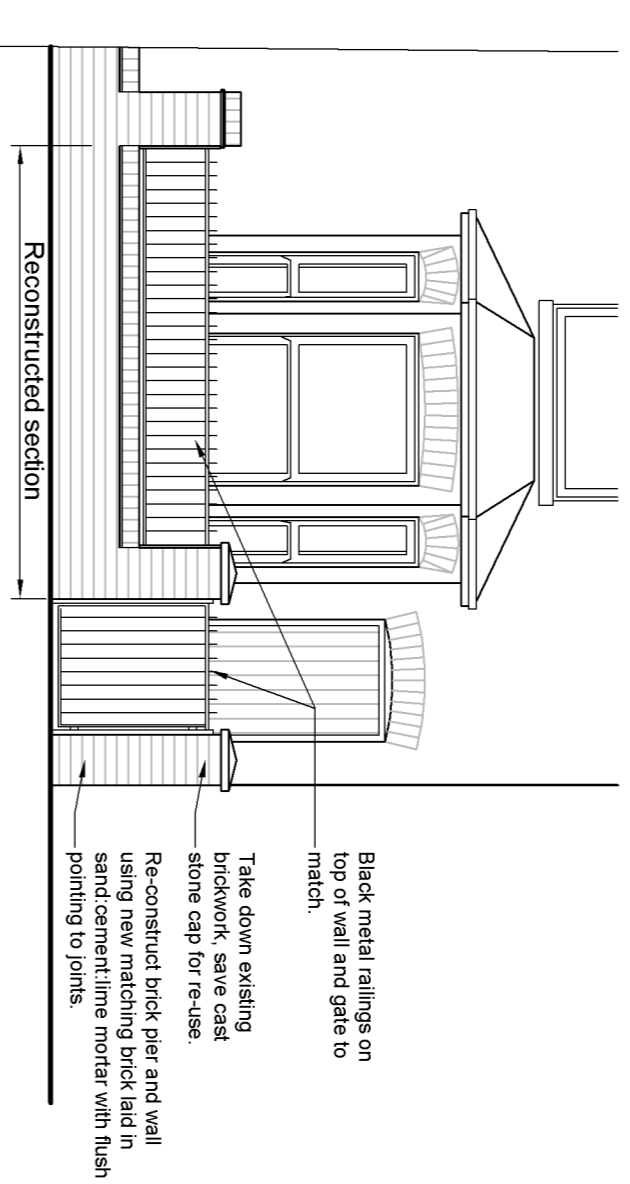 Black metal railings on
top of wall and gate to
match.
Take down existing
brickwork, save cast
stone cap for re-use.
Re-construct brick pier and wall
using new matching brick laid in
sand:cement:lime mortar with flush
pointing to joints.
Reconstructed section